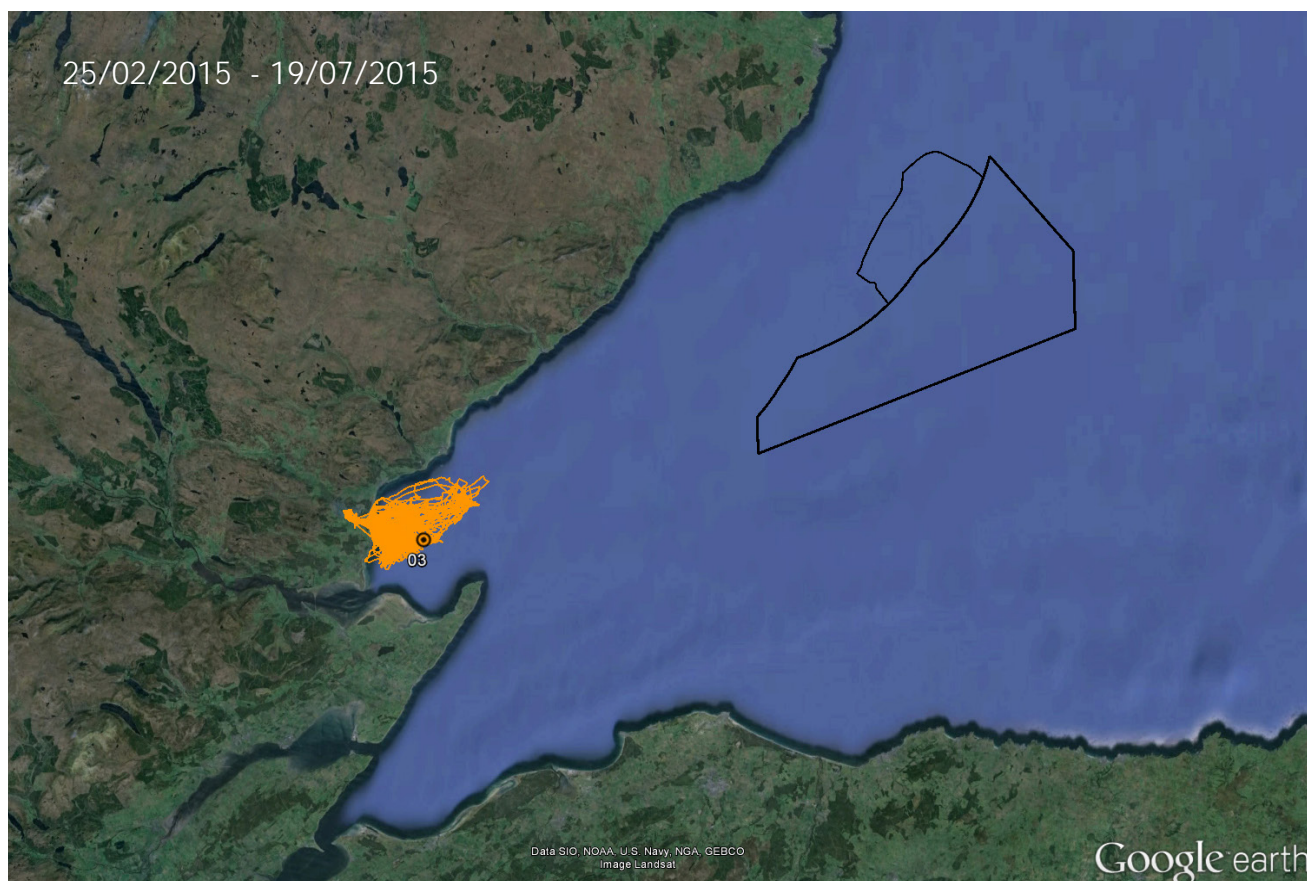 25/02/2015 - 19/07/2015
03
Data SIO, NOAA, U.S. Navy, NGA, GEBCO
Image Landsat
Google earth